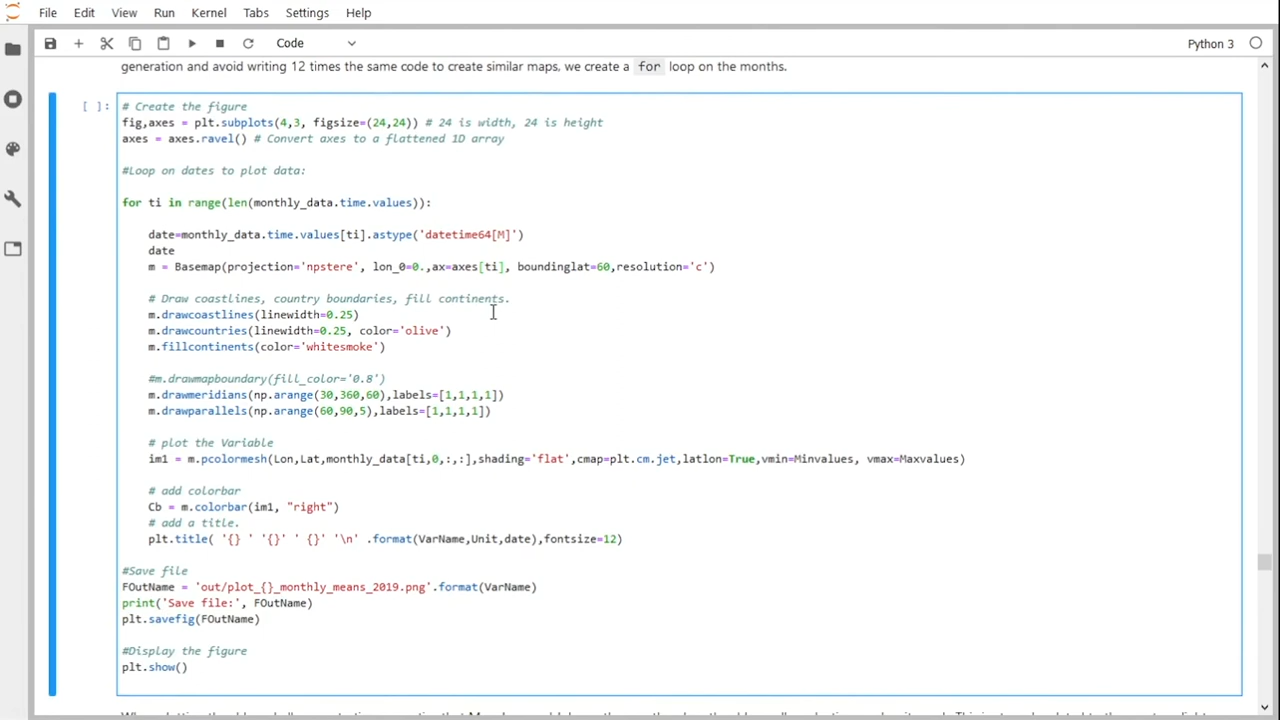 File Edit View Run Kernel Tabs Settings Help
Code
Python 3
generation and avoid writing 12 times the same code to create similar maps, we create a for loop on the months.
[ ]:
# Create the figure
fig,axes = plt.subplots(4,3, figsize=(24,24)) # 24 is width, 24 is height
axes = axes.ravel() # Convert axes to a flattened 1D array
#Loop on dates to plot data:
for ti in range(len(monthly_data.time.values)):
date=monthly_data.time.values[ti].astype('datetime64[M]')
date
m = Basemap(projection='npstere', lon_0=0.,ax=axes[ti], boundinglat=60,resolution='c')
# Draw coastlines, country boundaries, fill continents.
m.drawcoastlines(linewidth=0.25)
m.drawcountries(linewidth=0.25, color='olive')
m.fillcontinents(color='whitesmoke')
#m.drawmapboundary(fill_color='0.8')
m.drawmeridians(np.arange(30,360,60),labels=[1,1,1,1])
m.drawparallels(np.arange(60,90,5),labels=[1,1,1,1])
# plot the Variable
im1 = m.pcolormesh(Lon,Lat,monthly_data[ti,0,:,:],shading='flat',cmap=plt.cm.jet,latlon=True,vmin=Minvalues, vmax=Maxvalues)
# add colorbar
Cb = m.colorbar(im1, "right")
# add a title.
plt.title( '{} ' '{}' ' {}' '\n' .format(VarName,Unit,date),fontsize=12)
#Save file
FOutName = 'out/plot_{}_monthly_means_2019.png'.format(VarName)
print('Save file:', FOutName)
plt.savefig(FOutName)
#Display the figure
plt.show()